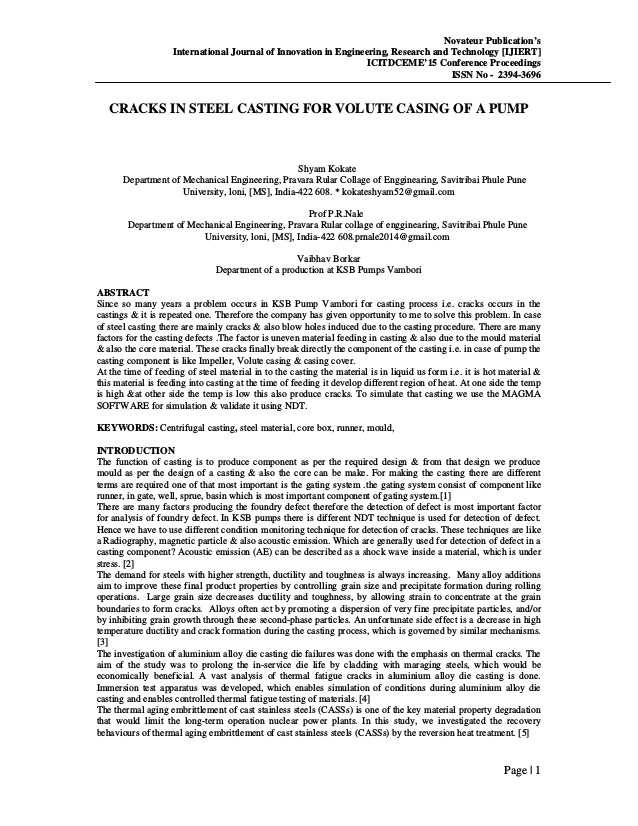 Novateur Publication's
International Journal of Innovation in Engineering, Research and Technology [IJIERT]
ICITDCEME'15 Conference Proceedings
ISSN No - 2394-3696
CRACKS IN STEEL CASTING FOR VOLUTE CASING OF A PUMP
Shyam Kokate
Department of Mechanical Engineering, Pravara Rular Collage of Engginearing, Savitribai Phule Pune
University, loni, [MS], India-422 608. * kokateshyam52@gmail.com
Prof P.R.Nale
Department of Mechanical Engineering, Pravara Rular collage of engginearing, Savitribai Phule Pune
University, loni, [MS], India-422 608.prnale2014@gmail.com
Vaibhav Borkar
Department of a production at KSB Pumps Vambori
ABSTRACT
Since so many years a problem occurs in KSB Pump Vambori for casting process i.e. cracks occurs in the
castings & it is repeated one. Therefore the company has given opportunity to me to solve this problem. In case
of steel casting there are mainly cracks & also blow holes induced due to the casting procedure. There are many
factors for the casting defects .The factor is uneven material feeding in casting & also due to the mould material
& also the core material. These cracks finally break directly the component of the casting i.e. in case of pump the
casting component is like Impeller, Volute casing & casing cover.
At the time of feeding of steel material in to the casting the material is in liquid us form i.e. it is hot material &
this material is feeding into casting at the time of feeding it develop different region of heat. At one side the temp
is high &at other side the temp is low this also produce cracks. To simulate that casting we use the MAGMA
SOFTWARE for simulation & validate it using NDT.
KEYWORDS: Centrifugal casting, steel material, core box, runner, mould,
INTRODUCTION
The function of casting is to produce component as per the required design & from that design we produce
mould as per the design of a casting & also the core can be make. For making the casting there are different
terms are required one of that most important is the gating system .the gating system consist of component like
runner, in gate, well, sprue, basin which is most important component of gating system.[1]
There are many factors producing the foundry defect therefore the detection of defect is most important factor
for analysis of foundry defect. In KSB pumps there is different NDT technique is used for detection of defect.
Hence we have to use different condition monitoring technique for detection of cracks. These techniques are like
a Radiography, magnetic particle & also acoustic emission. Which are generally used for detection of defect in a
casting component? Acoustic emission (AE) can be described as a shock wave inside a material, which is under
stress. [2]
The demand for steels with higher strength, ductility and toughness is always increasing. Many alloy additions
aim to improve these final product properties by controlling grain size and precipitate formation during rolling
operations. Large grain size decreases ductility and toughness, by allowing strain to concentrate at the grain
boundaries to form cracks. Alloys often act by promoting a dispersion of very fine precipitate particles, and/or
by inhibiting grain growth through these second-phase particles. An unfortunate side effect is a decrease in high
temperature ductility and crack formation during the casting process, which is governed by similar mechanisms.
[3]
The investigation of aluminium alloy die casting die failures was done with the emphasis on thermal cracks. The
aim of the study was to prolong the in-service die life by cladding with maraging steels, which would be
economically beneficial. A vast analysis of thermal fatigue cracks in aluminium alloy die casting is done.
Immersion test apparatus was developed, which enables simulation of conditions during aluminium alloy die
casting and enables controlled thermal fatigue testing of materials. [4]
The thermal aging embrittlement of cast stainless steels (CASSs) is one of the key material property degradation
that would limit the long-term operation nuclear power plants. In this study, we investigated the recovery
behaviours of thermal aging embrittlement of cast stainless steels (CASSs) by the reversion heat treatment. [5]
Page | 1